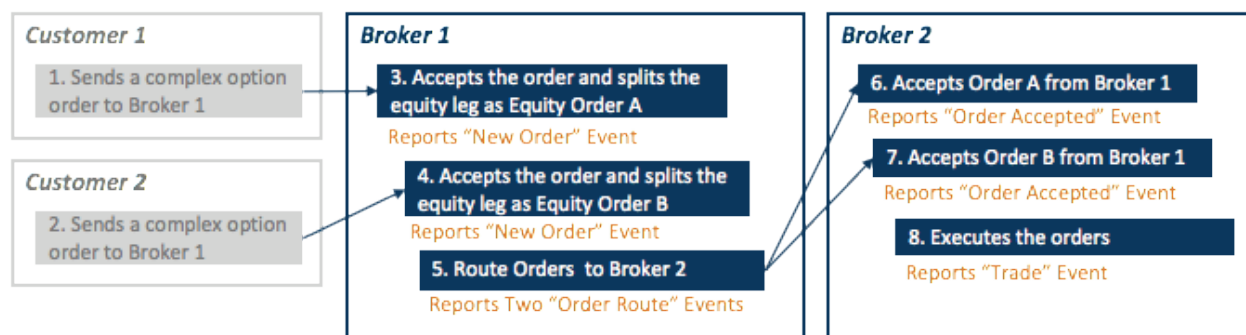 Customer 1
1. Sends a complex option
order to Broker 1
Customer 2
2. Sends a complex option
order to Broker 1
Broker 1
3. Accepts the order and splits the
equity leg as Equity Order A
Reports “New Order” Event
4. Accepts the order and splits the
equity leg as Equity Order B
Reports “New Order” Event
5. Route Orders to Broker 2
Reports Two “Order Route” Events
Broker 2
6. Accepts Order A from Broker 1
Reports “Order Accepted” Event
7. Accepts Order B from Broker 1
Reports “Order Accepted” Event
8. Executes the orders
Reports “Trade” Event